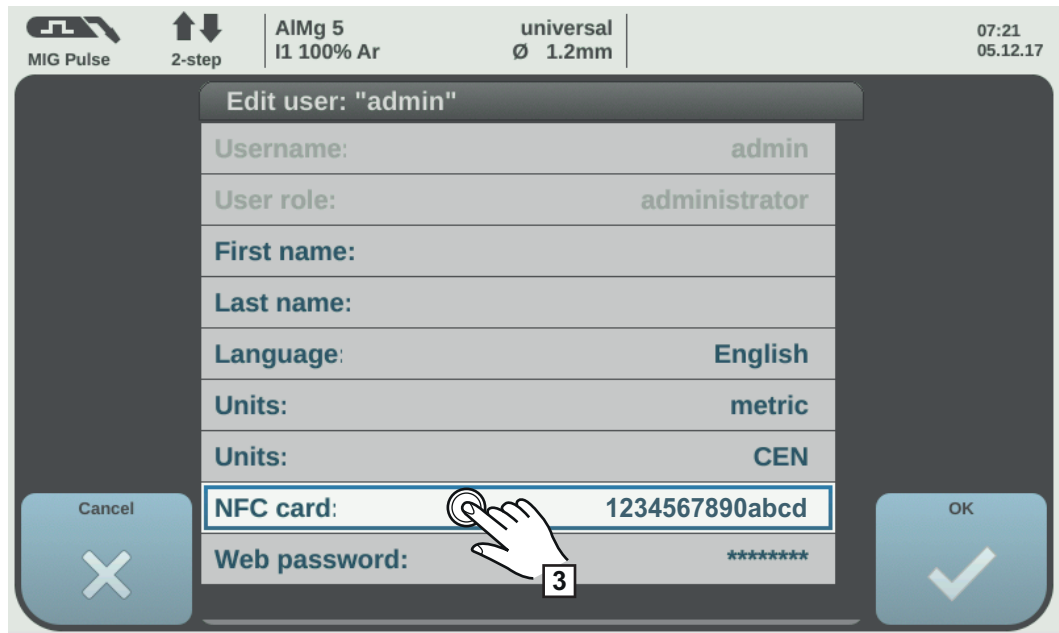 MIG Pulse
2-step
AlMg 5
I1 100% Ar
universal
Ø 1.2mm
07:21
05.12.17
Edit user: "admin"
Username: admin
User role: administrator
First name:
Last name:
Language: English
Units: metric
Units: CEN
NFC card: 1234567890abcd
Web password: ********
3
Cancel
OK